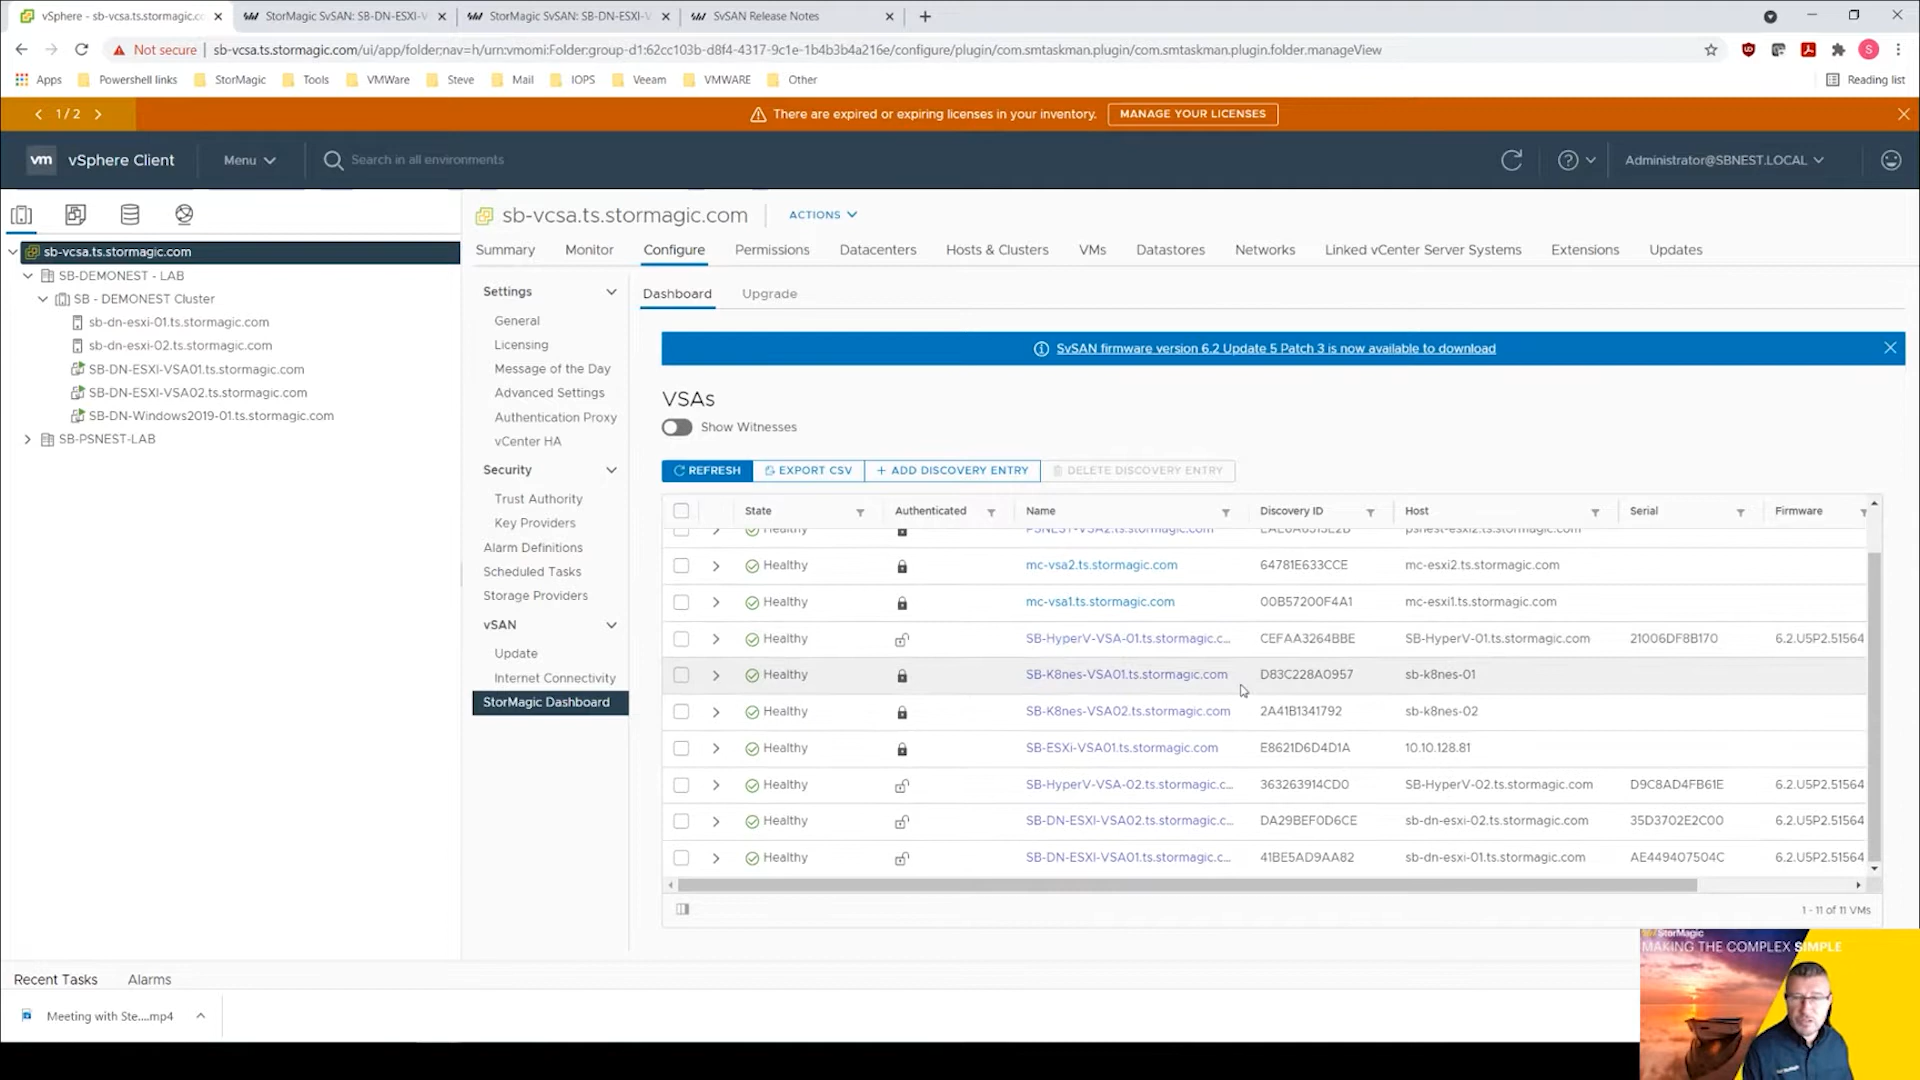 vSphere - sb-vcsa.ts.stormagic.co
StorMagic SvSAN: SB-DN-ESXI-V
StorMagic SvSAN: SB-DN-ESXI-V
SvSAN Release Notes
Not secure
sb-vcsa.ts.stormagic.com/ui/app/folder;nav=h/urn:vmomi:Folder:group-d1:62cc103b-d8f4-4317-9c1e-1b4b3b4a216e/configure/plugin/com.smtaskman.plugin/com.smtaskman.plugin.folder.manageView
S
Apps
Powershell links
StorMagic
Tools
VMWare
Steve
Mail
IOPS
Veeam
VMWARE
Other
Reading list
1 / 2
There are expired or expiring licenses in your inventory.
MANAGE YOUR LICENSES
vm
vSphere Client
Menu
Search in all environments
Administrator@SBNEST.LOCAL
sb-vcsa.ts.stormagic.com
SB-DEMONEST - LAB
SB - DEMONEST Cluster
sb-dn-esxi-01.ts.stormagic.com
sb-dn-esxi-02.ts.stormagic.com
SB-DN-ESXI-VSA01.ts.stormagic.com
SB-DN-ESXI-VSA02.ts.stormagic.com
SB-DN-Windows2019-01.ts.stormagic.com
SB-PSNEST-LAB
sb-vcsa.ts.stormagic.com
ACTIONS
Summary
Monitor
Configure
Permissions
Datacenters
Hosts & Clusters
VMs
Datastores
Networks
Linked vCenter Server Systems
Extensions
Updates
Settings
General
Licensing
Message of the Day
Advanced Settings
Authentication Proxy
vCenter HA
Security
Trust Authority
Key Providers
Alarm Definitions
Scheduled Tasks
Storage Providers
vSAN
Update
Internet Connectivity
StorMagic Dashboard
Dashboard
Upgrade
SvSAN firmware version 6.2 Update 5 Patch 3 is now available to download
VSAs
Show Witnesses
REFRESH
EXPORT CSV
+ ADD DISCOVERY ENTRY
DELETE DISCOVERY ENTRY
State Authenticated Name Discovery ID Host Serial Firmware
Healthy PSNEST-VSA2.ts.stormagic.com psnest-esxi2.ts.stormagic.com
Healthy mc-vsa2.ts.stormagic.com 64781E633CCE mc-esxi2.ts.stormagic.com
Healthy mc-vsa1.ts.stormagic.com 00B57200F4A1 mc-esxi1.ts.stormagic.com
Healthy SB-HyperV-VSA-01.ts.stormagic.c... CEFAA3264BBE SB-HyperV-01.ts.stormagic.com 21006DF8B170 6.2.U5P2.51564
Healthy SB-K8nes-VSA01.ts.stormagic.com D83C228A0957 sb-k8nes-01
Healthy SB-K8nes-VSA02.ts.stormagic.com 2A41B1341792 sb-k8nes-02
Healthy SB-ESXi-VSA01.ts.stormagic.com E8621D6D4D1A 10.10.128.81
Healthy SB-HyperV-VSA-02.ts.stormagic.c... 363263914CD0 SB-HyperV-02.ts.stormagic.com D9C8AD4FB61E 6.2.U5P2.51564
Healthy SB-DN-ESXI-VSA02.ts.stormagic.c... DA29BEF0D6CE sb-dn-esxi-02.ts.stormagic.com 35D3702E2C00 6.2.U5P2.51564
Healthy SB-DN-ESXI-VSA01.ts.stormagic.c... 41BE5AD9AA82 sb-dn-esxi-01.ts.stormagic.com AE449407504C 6.2.U5P2.51564
1 - 11 of 11 VMs
Recent Tasks
Alarms
Meeting with Ste....mp4
StorMagic
MAKING THE COMPLEX SIMPLE